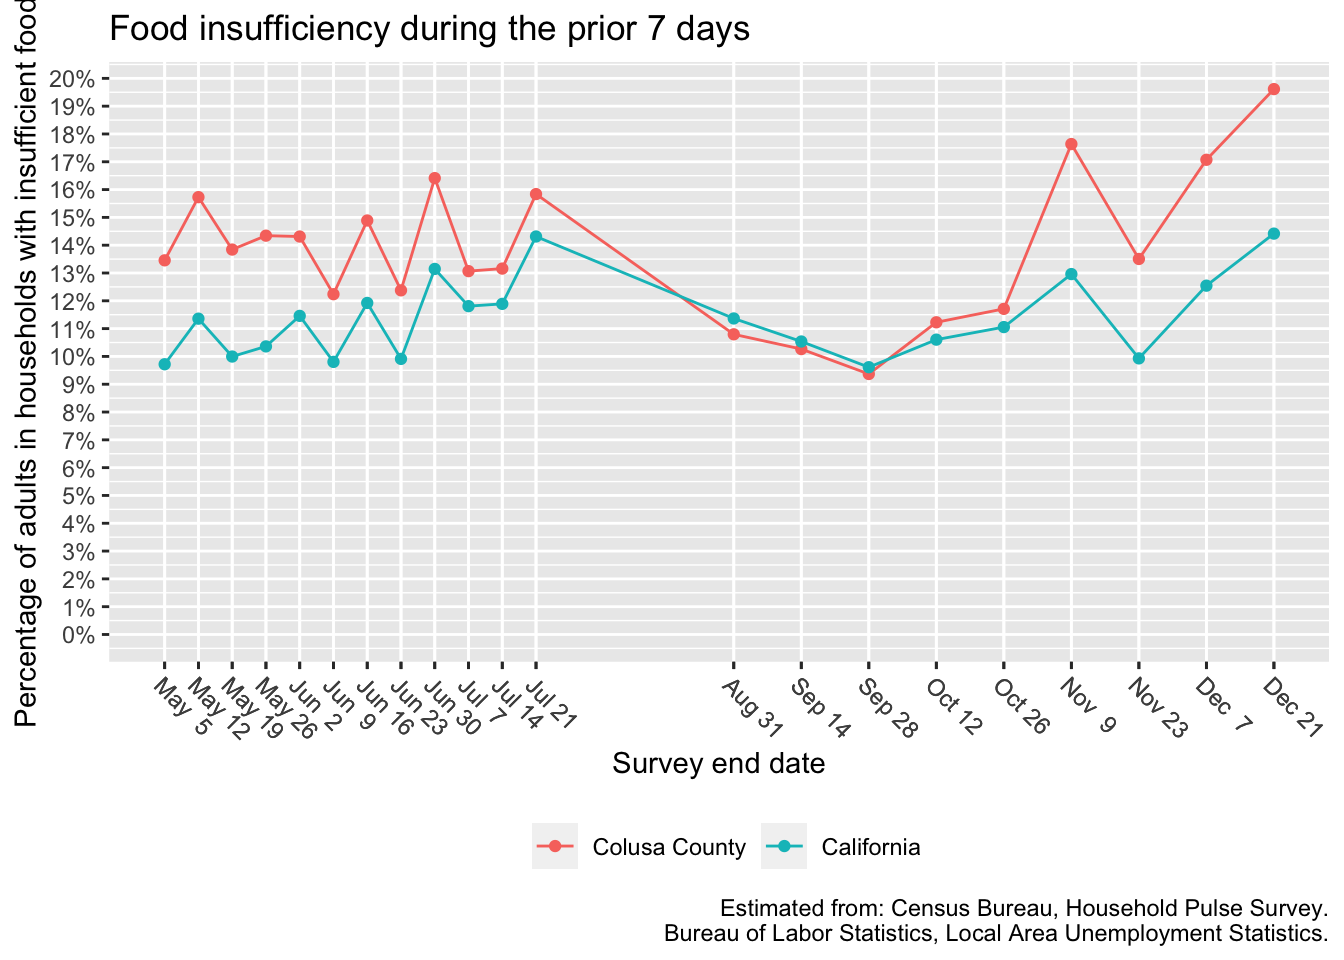 Food insufficiency during the prior 7 days
Percentage of adults in households with insufficient food
20%
19%
18%
17%
16%
15%
14%
13%
12%
11%
10%
9%
8%
7%
6%
5%
4%
3%
2%
1%
0%
May 5
May 12
May 19
May 26
Jun 2
Jun 9
Jun 16
Jun 23
Jun 30
Jul 7
Jul 14
Jul 21
Aug 31
Sep 14
Sep 28
Oct 12
Oct 26
Nov 9
Nov 23
Dec 7
Dec 21
Survey end date
Colusa County
California
Estimated from: Census Bureau, Household Pulse Survey.
Bureau of Labor Statistics, Local Area Unemployment Statistics.